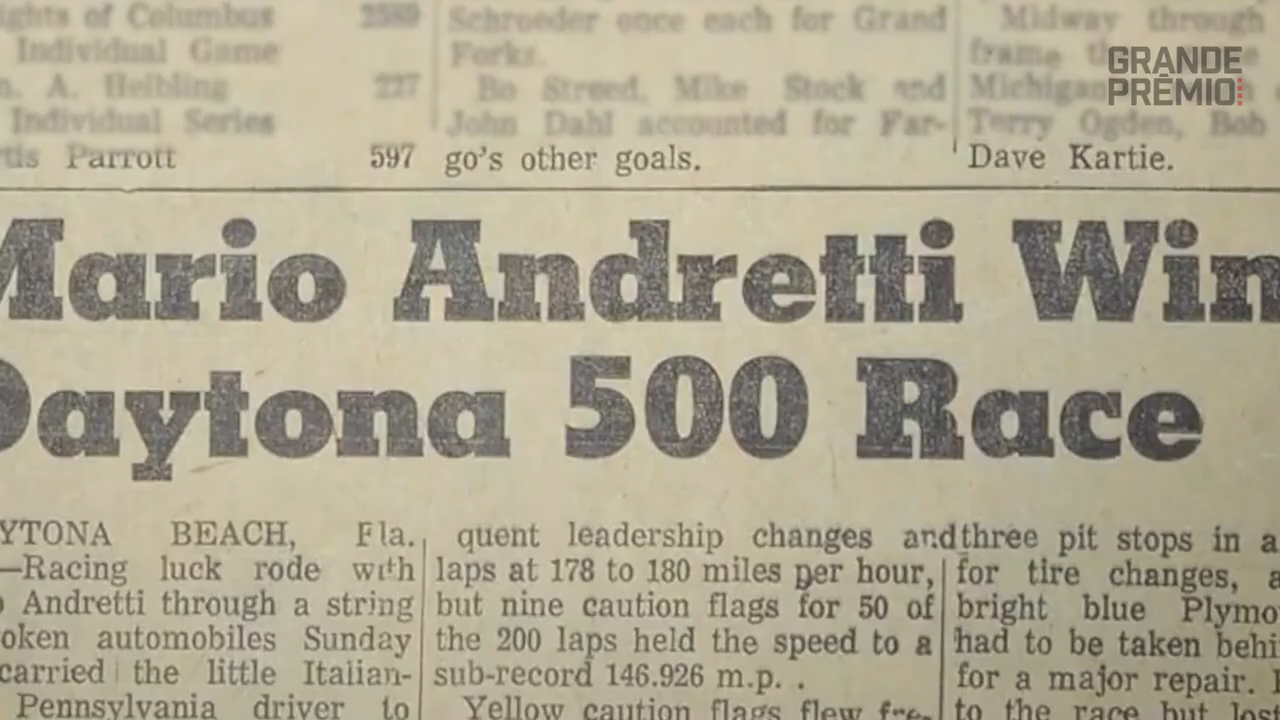 ghts of Columbus 2589
Individual Game
n. A. Helbling 227
Individual Series
tis Parrott 597
Schroeder once each for Grand
Forks.
Bo Streed, Mike Stock and
John Dahl accounted for Far-
go's other goals.
Midway through
frame
Michigan
Terry Ogden, Bob
Dave Kartie.
GRANDE
PRÊMIO
Mario Andretti Win
Daytona 500 Race
YTONA BEACH, Fla.
—Racing luck rode with
o Andretti through a string
oken automobiles Sunday
carried the little Italian-
Pennsylvania driver to
quent leadership changes and
laps at 178 to 180 miles per hour,
but nine caution flags for 50 of
the 200 laps held the speed to a
sub-record 146.926 m.p. .
Yellow caution flags flew fre-
three pit stops in a
for tire changes, a
bright blue Plymo
had to be taken behi
for a major repair.
to the race but lost